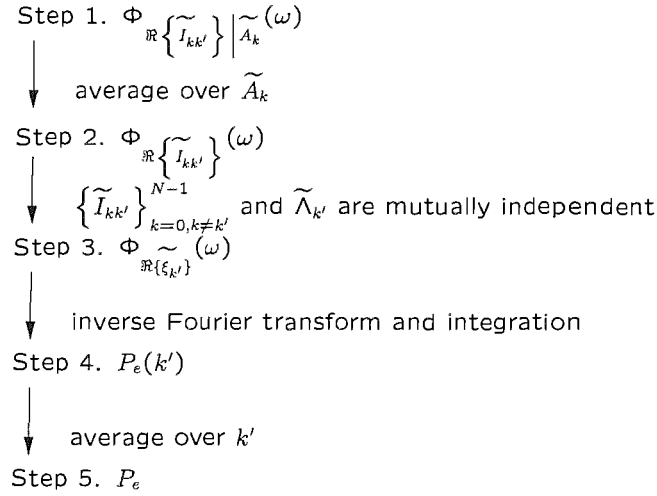 Step 1. Φ_{ℜ{Ĩ_{kk′}}|Ã_k}(ω)
average over Ã_k
Step 2. Φ_{ℜ{Ĩ_{kk′}}}(ω)
{Ĩ_{kk′}}_{k=0,k≠k′}^{N−1} and Λ̃_{k′} are mutually independent
Step 3. Φ_{ℜ{ξ̃_{k′}}}(ω)
inverse Fourier transform and integration
Step 4. P_e(k′)
average over k′
Step 5. P_e